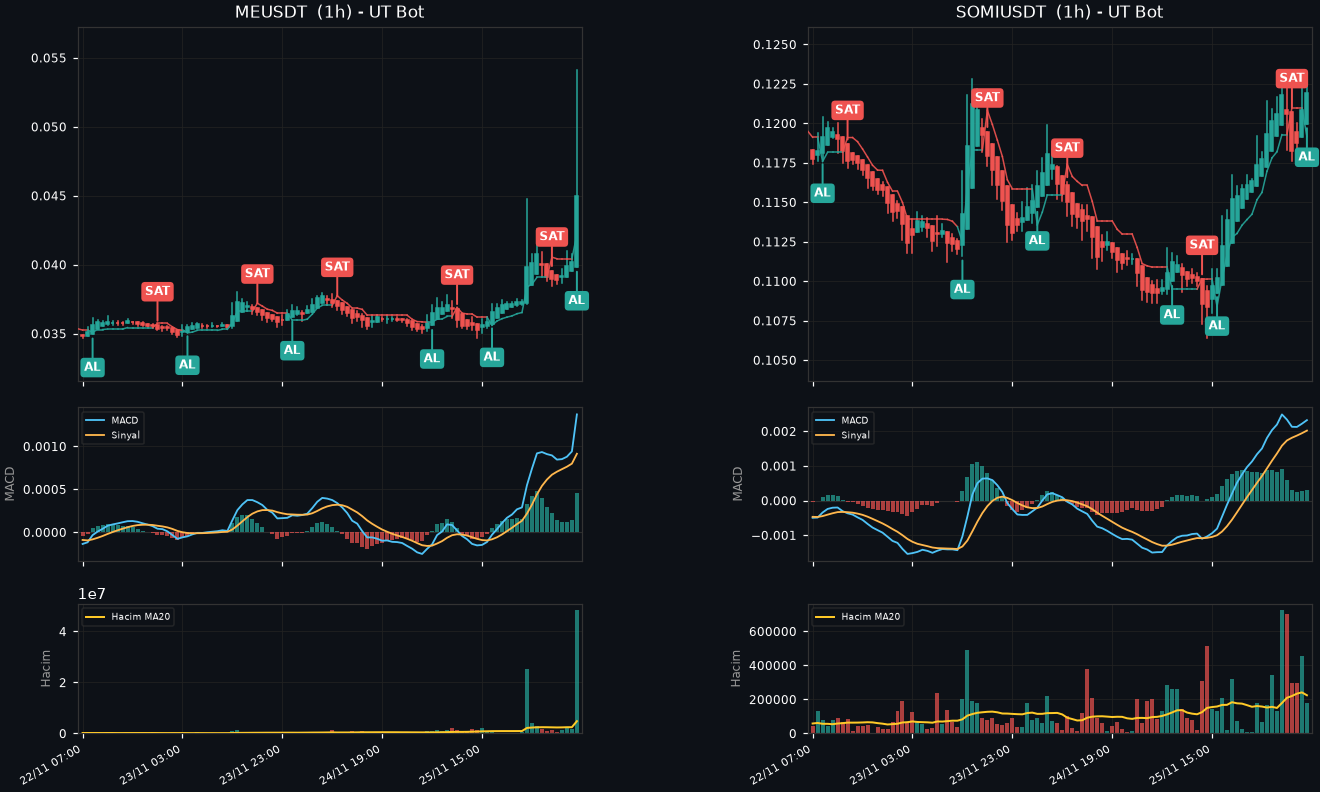 MEUSDT (1h) - UT Bot
0.055
0.050
0.045
0.040
0.035
AL
SAT
AL
SAT
AL
SAT
AL
SAT
AL
SAT
AL
MACD
MACD
Sinyal
0.0010
0.0005
0.0000
1e7
Hacim
Hacim MA20
4
2
0
22/11 07:00
23/11 03:00
23/11 23:00
24/11 19:00
25/11 15:00
SOMIUSDT (1h) - UT Bot
0.1250
0.1225
0.1200
0.1175
0.1150
0.1125
0.1100
0.1075
0.1050
AL
SAT
AL
SAT
AL
SAT
AL
SAT
AL
SAT
AL
MACD
MACD
Sinyal
0.002
0.001
0.000
−0.001
Hacim
Hacim MA20
600000
400000
200000
0
22/11 07:00
23/11 03:00
23/11 23:00
24/11 19:00
25/11 15:00